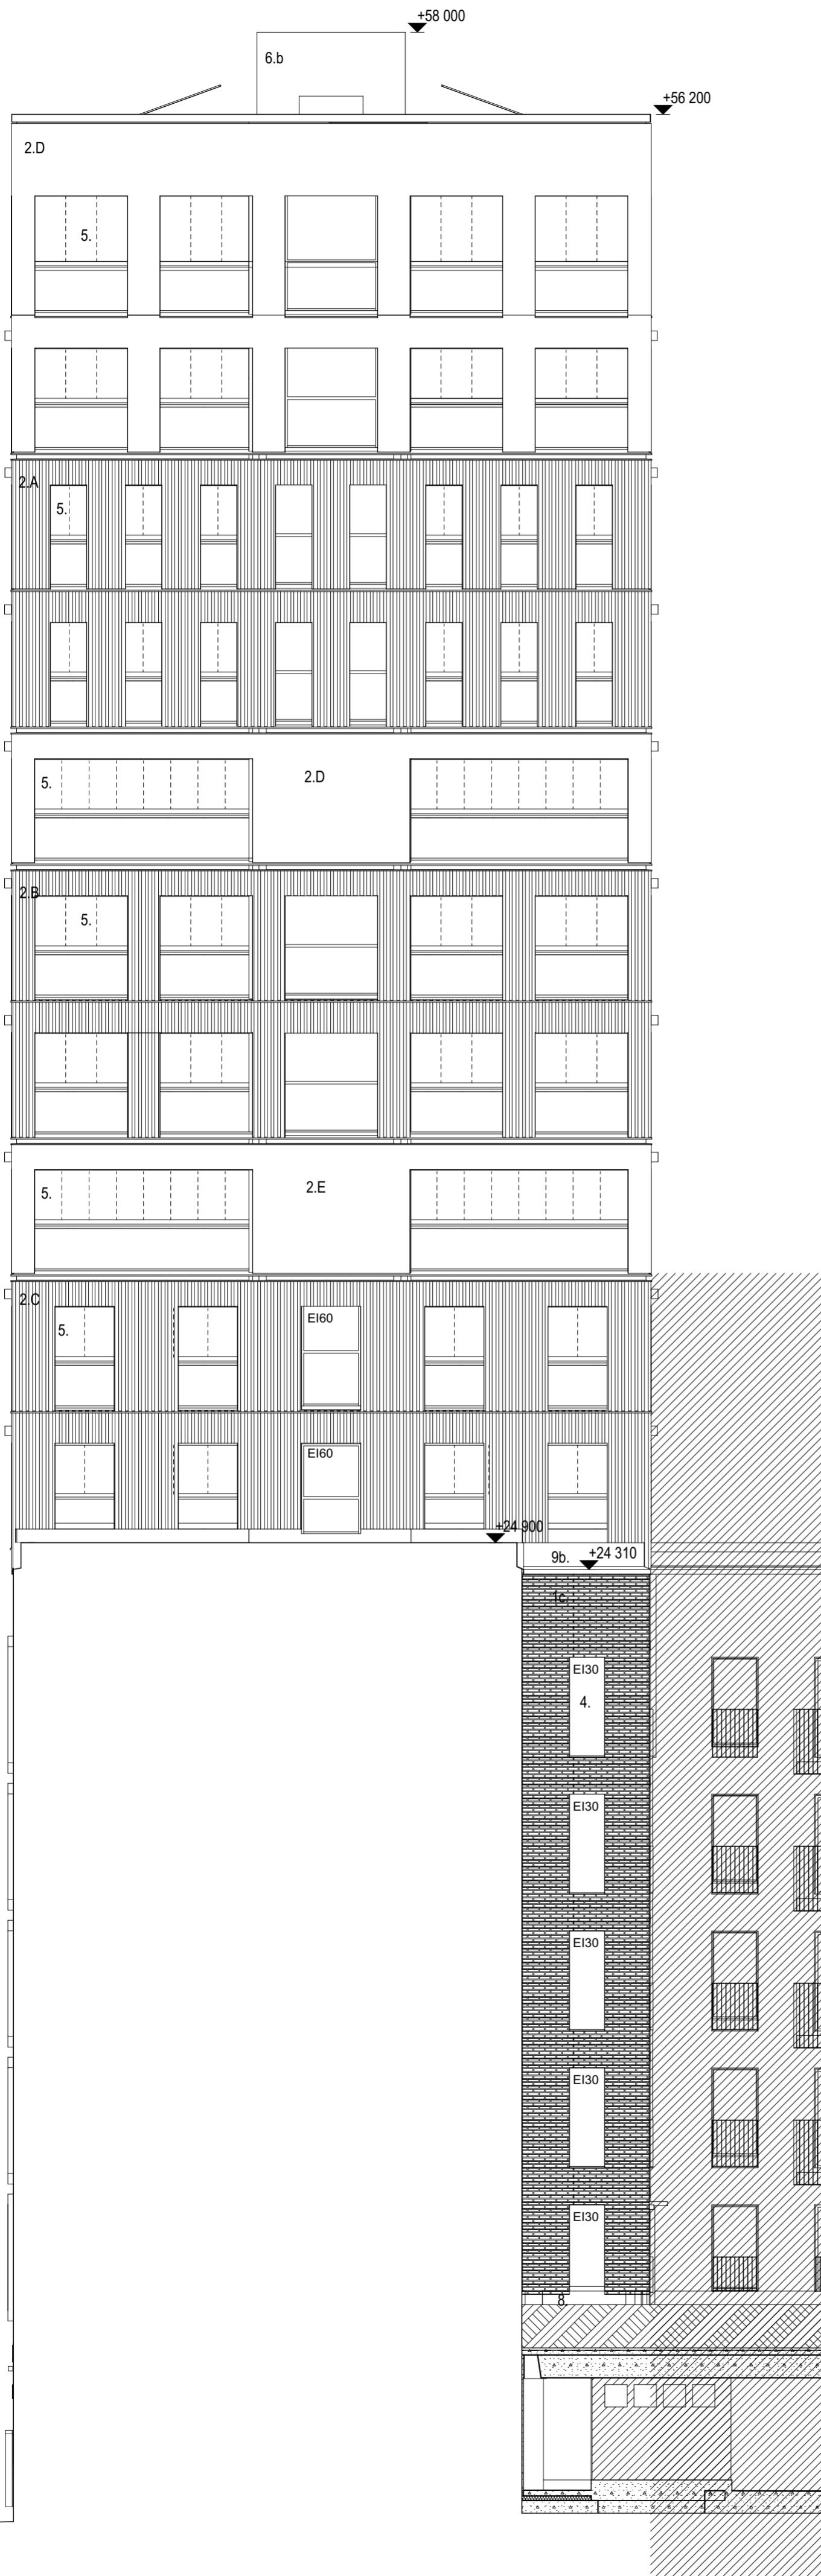 +58 000
6.b
+56 200
2.D
5.
2.A
5.
5.
2.D
2.B
5.
5.
2.E
2.C
5.
EI60
EI60
+24 900
9b.
+24 310
1c.
EI30
4.
EI30
EI30
EI30
EI30
8.